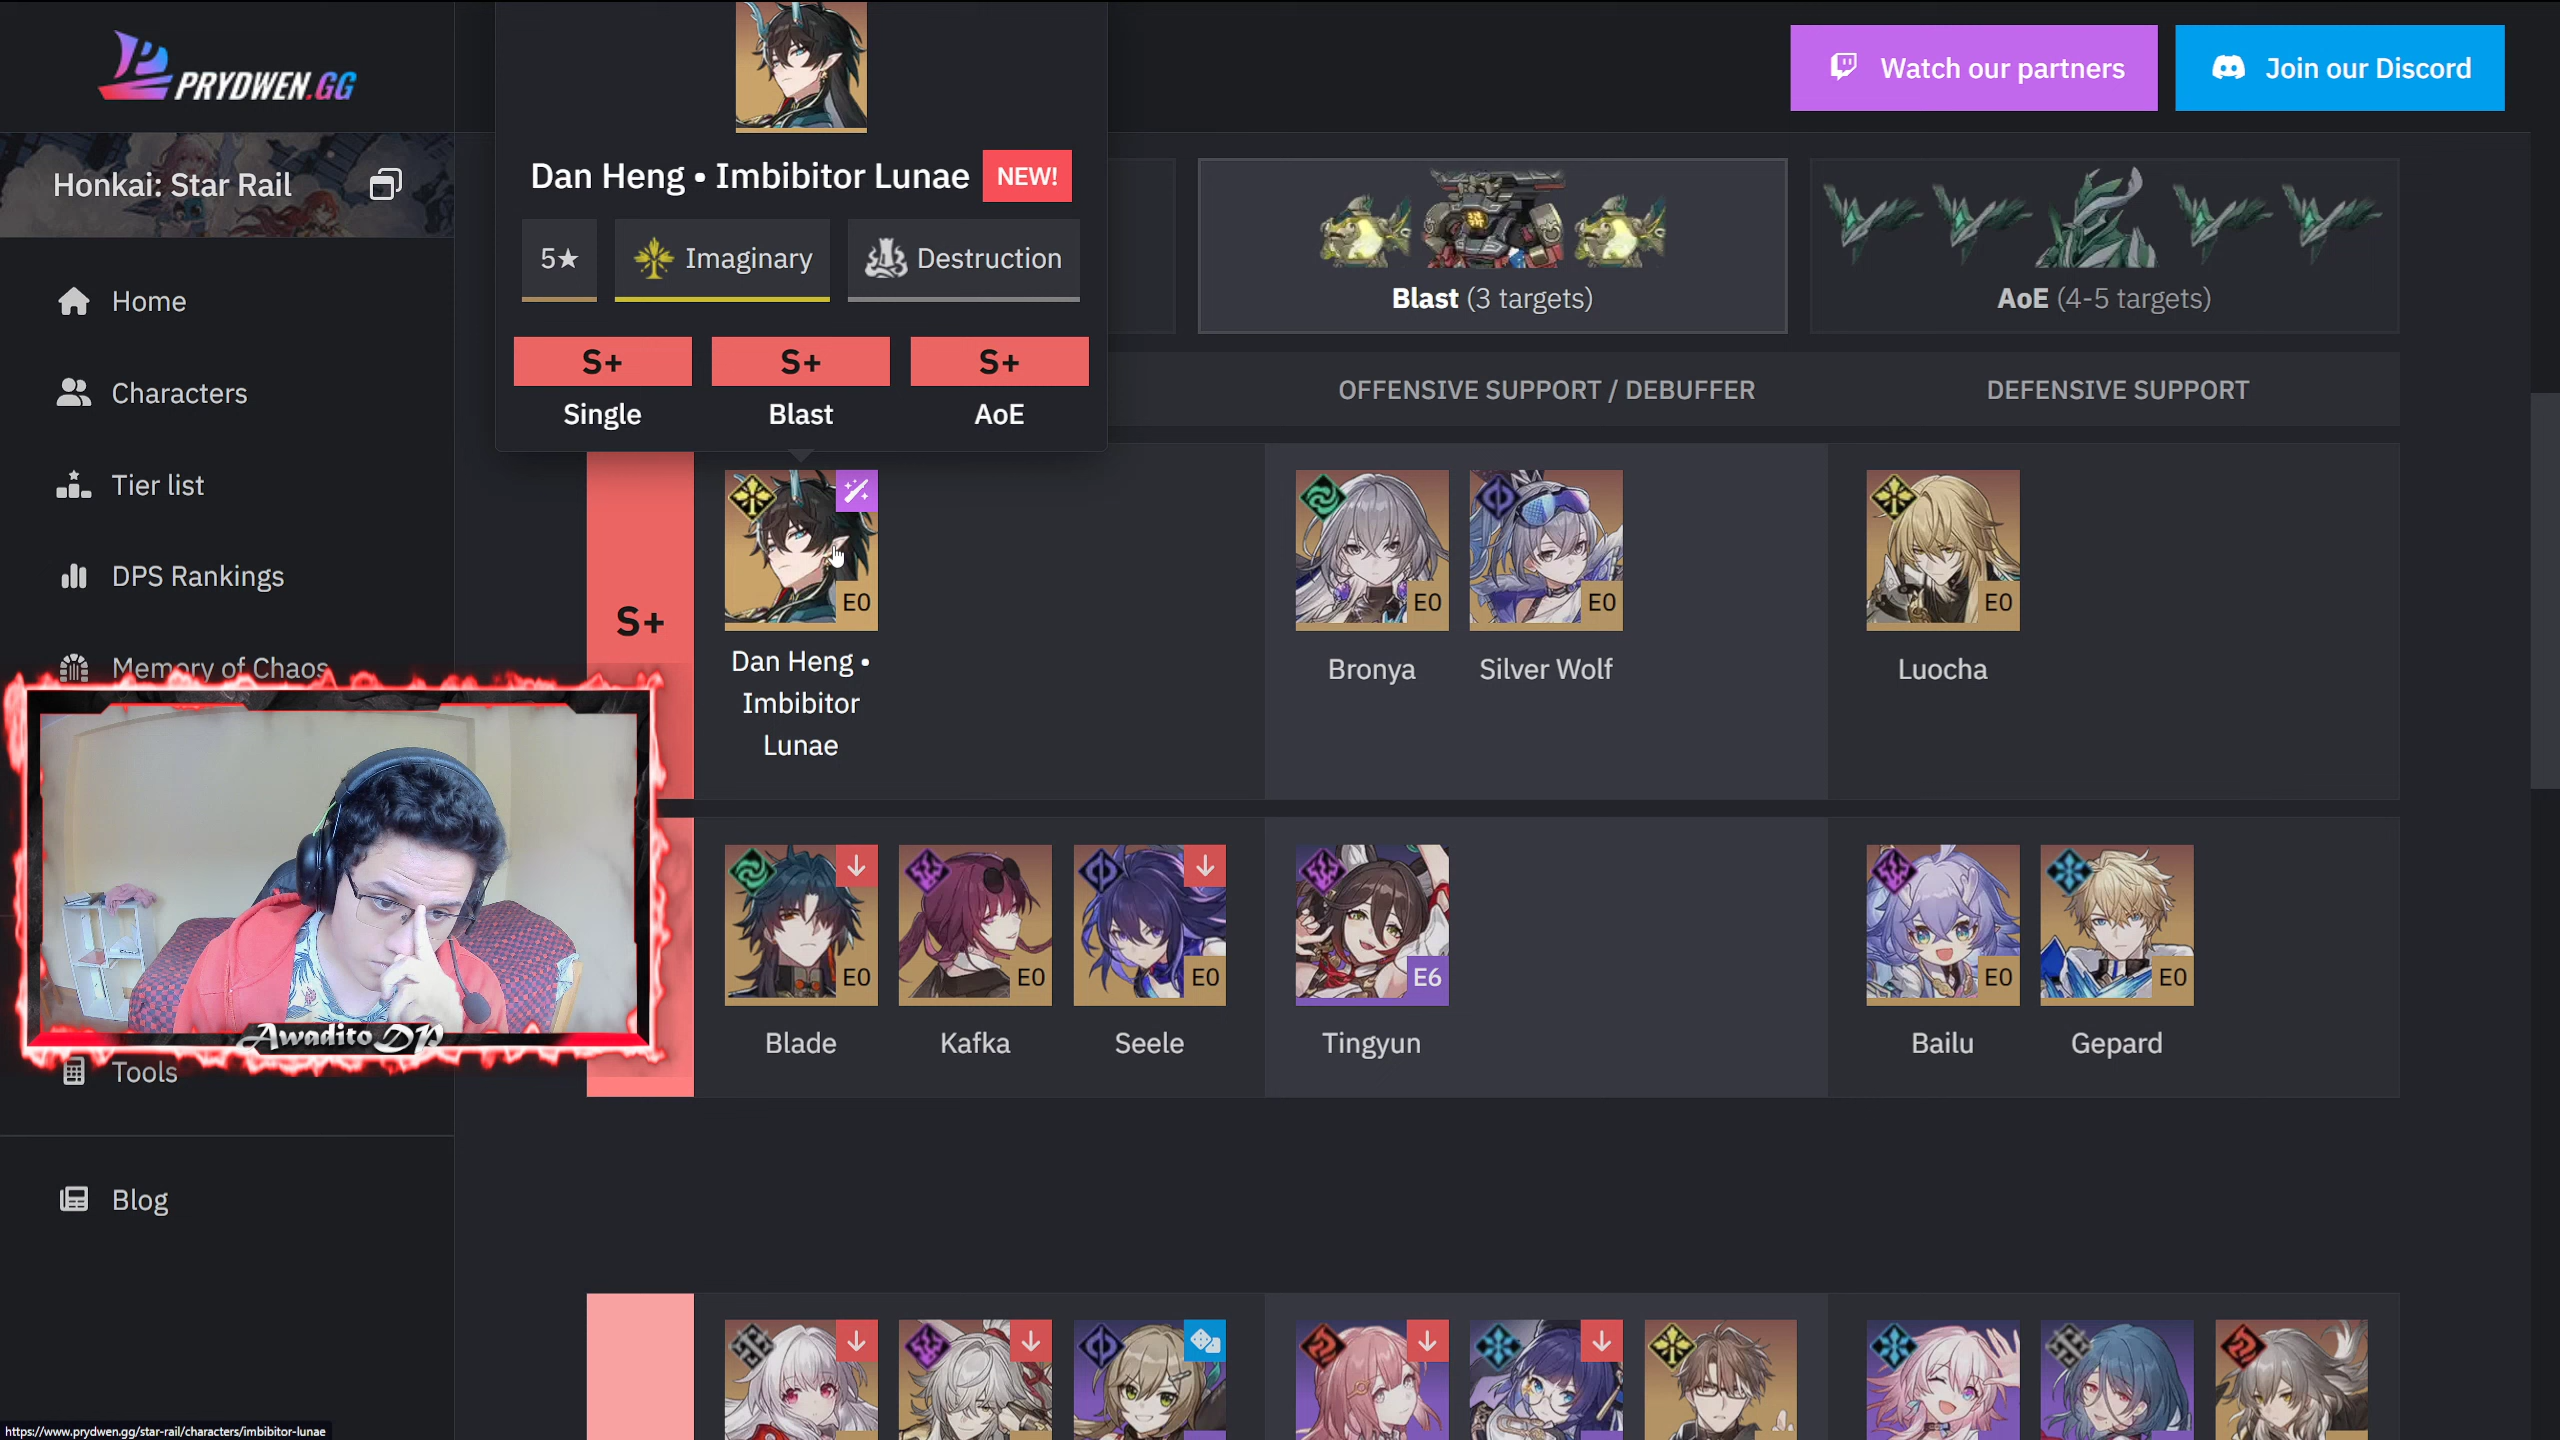 PRYDWEN.GG
Watch our partners
Join our Discord
Honkai: Star Rail
Home
Characters
Tier list
DPS Rankings
Memory of Chaos
Tools
Blog
Dan Heng • Imbibitor Lunae NEW!
5★ Imaginary Destruction
S+ S+ S+
Single Blast AoE
Blast (3 targets)
AoE (4-5 targets)
OFFENSIVE SUPPORT / DEBUFFER
DEFENSIVE SUPPORT
S+
E0 E0 E0 E0
Dan Heng •
Imbibitor
Lunae
Bronya Silver Wolf Luocha
E0 E0 E0 E6 E0 E0
Blade Kafka Seele Tingyun Bailu Gepard
Awadito DP
https://www.prydwen.gg/star-rail/characters/imbibitor-lunae